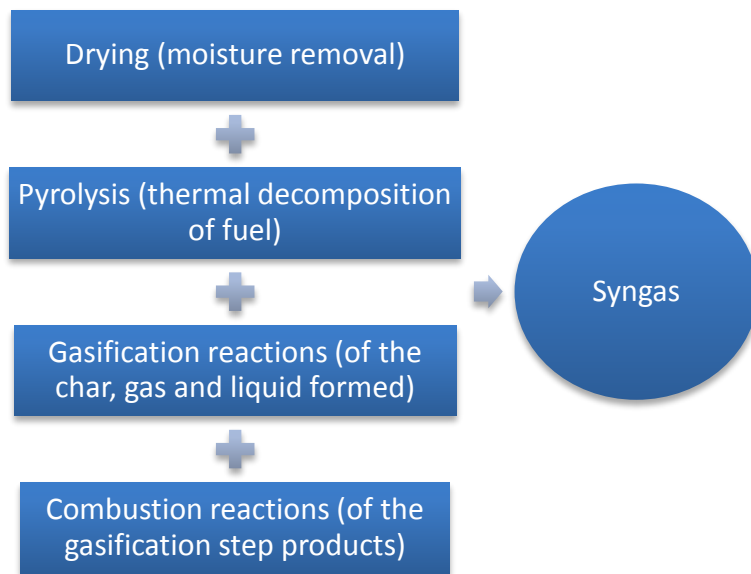 Drying (moisture removal)
Pyrolysis (thermal decomposition
of fuel)
Gasification reactions (of the
char, gas and liquid formed)
Combustion reactions (of the
gasification step products)
Syngas